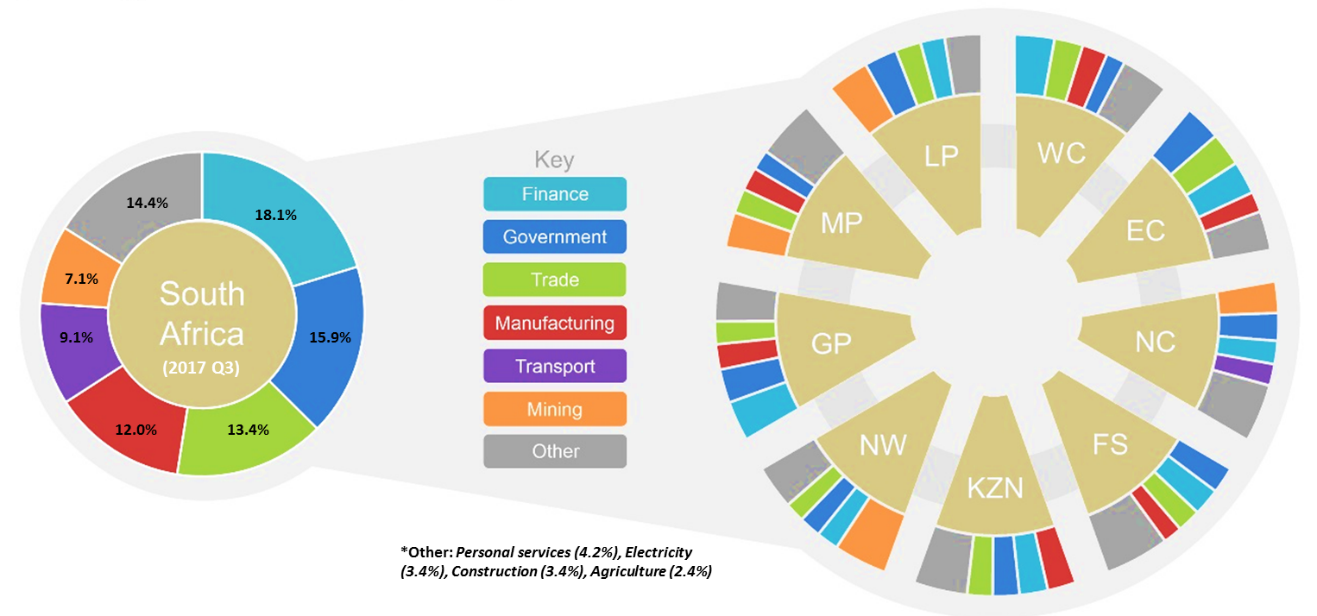 14.4%
18.1%
7.1%
South
Africa
(2017 Q3)
9.1%
15.9%
12.0%
13.4%
Key
Finance
Government
Trade
Manufacturing
Transport
Mining
Other
*Other: Personal services (4.2%), Electricity
(3.4%), Construction (3.4%), Agriculture (2.4%)
LP
WC
MP
EC
GP
NC
NW
FS
KZN